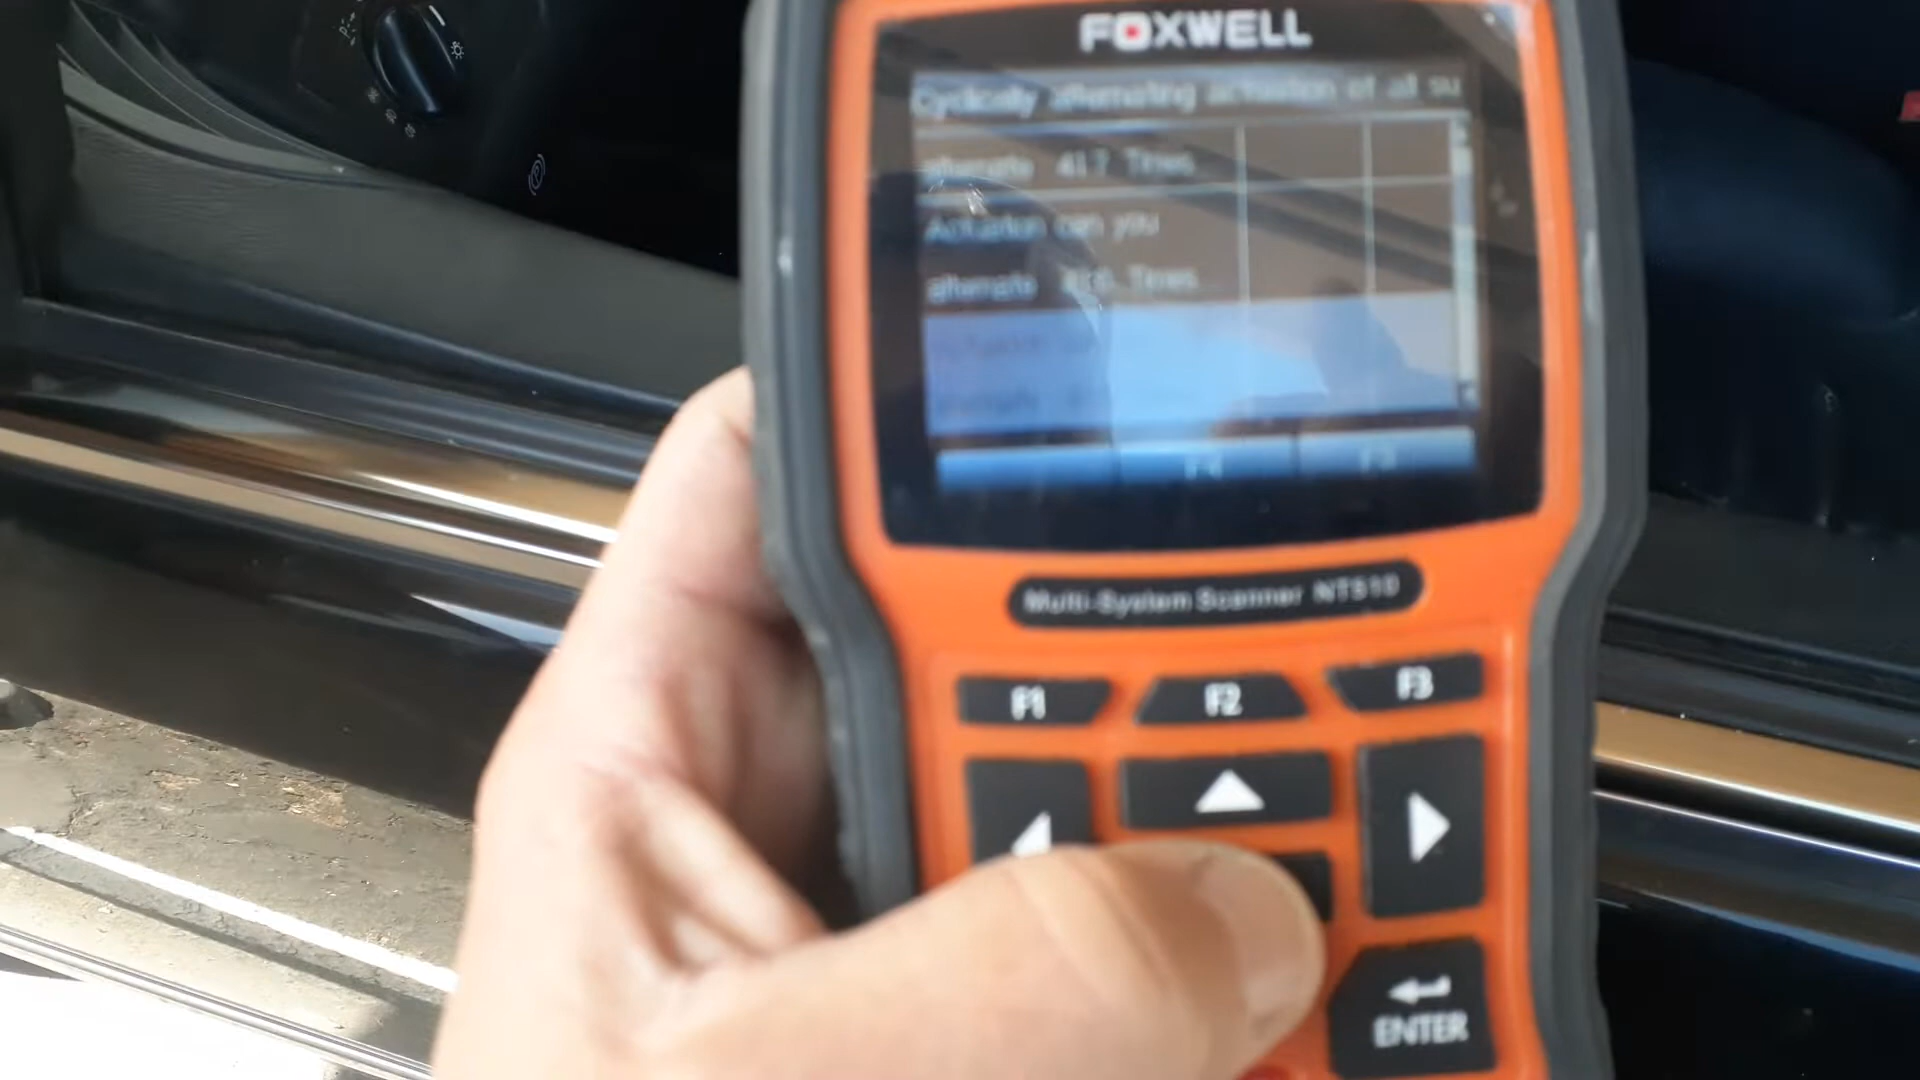 FOXWELL
Cyclically alternating actuation of all su
alternate 417 Times
Actuation can you
alternate Times
Multi-System Scanner NT510
F1 F2 F3
ENTER